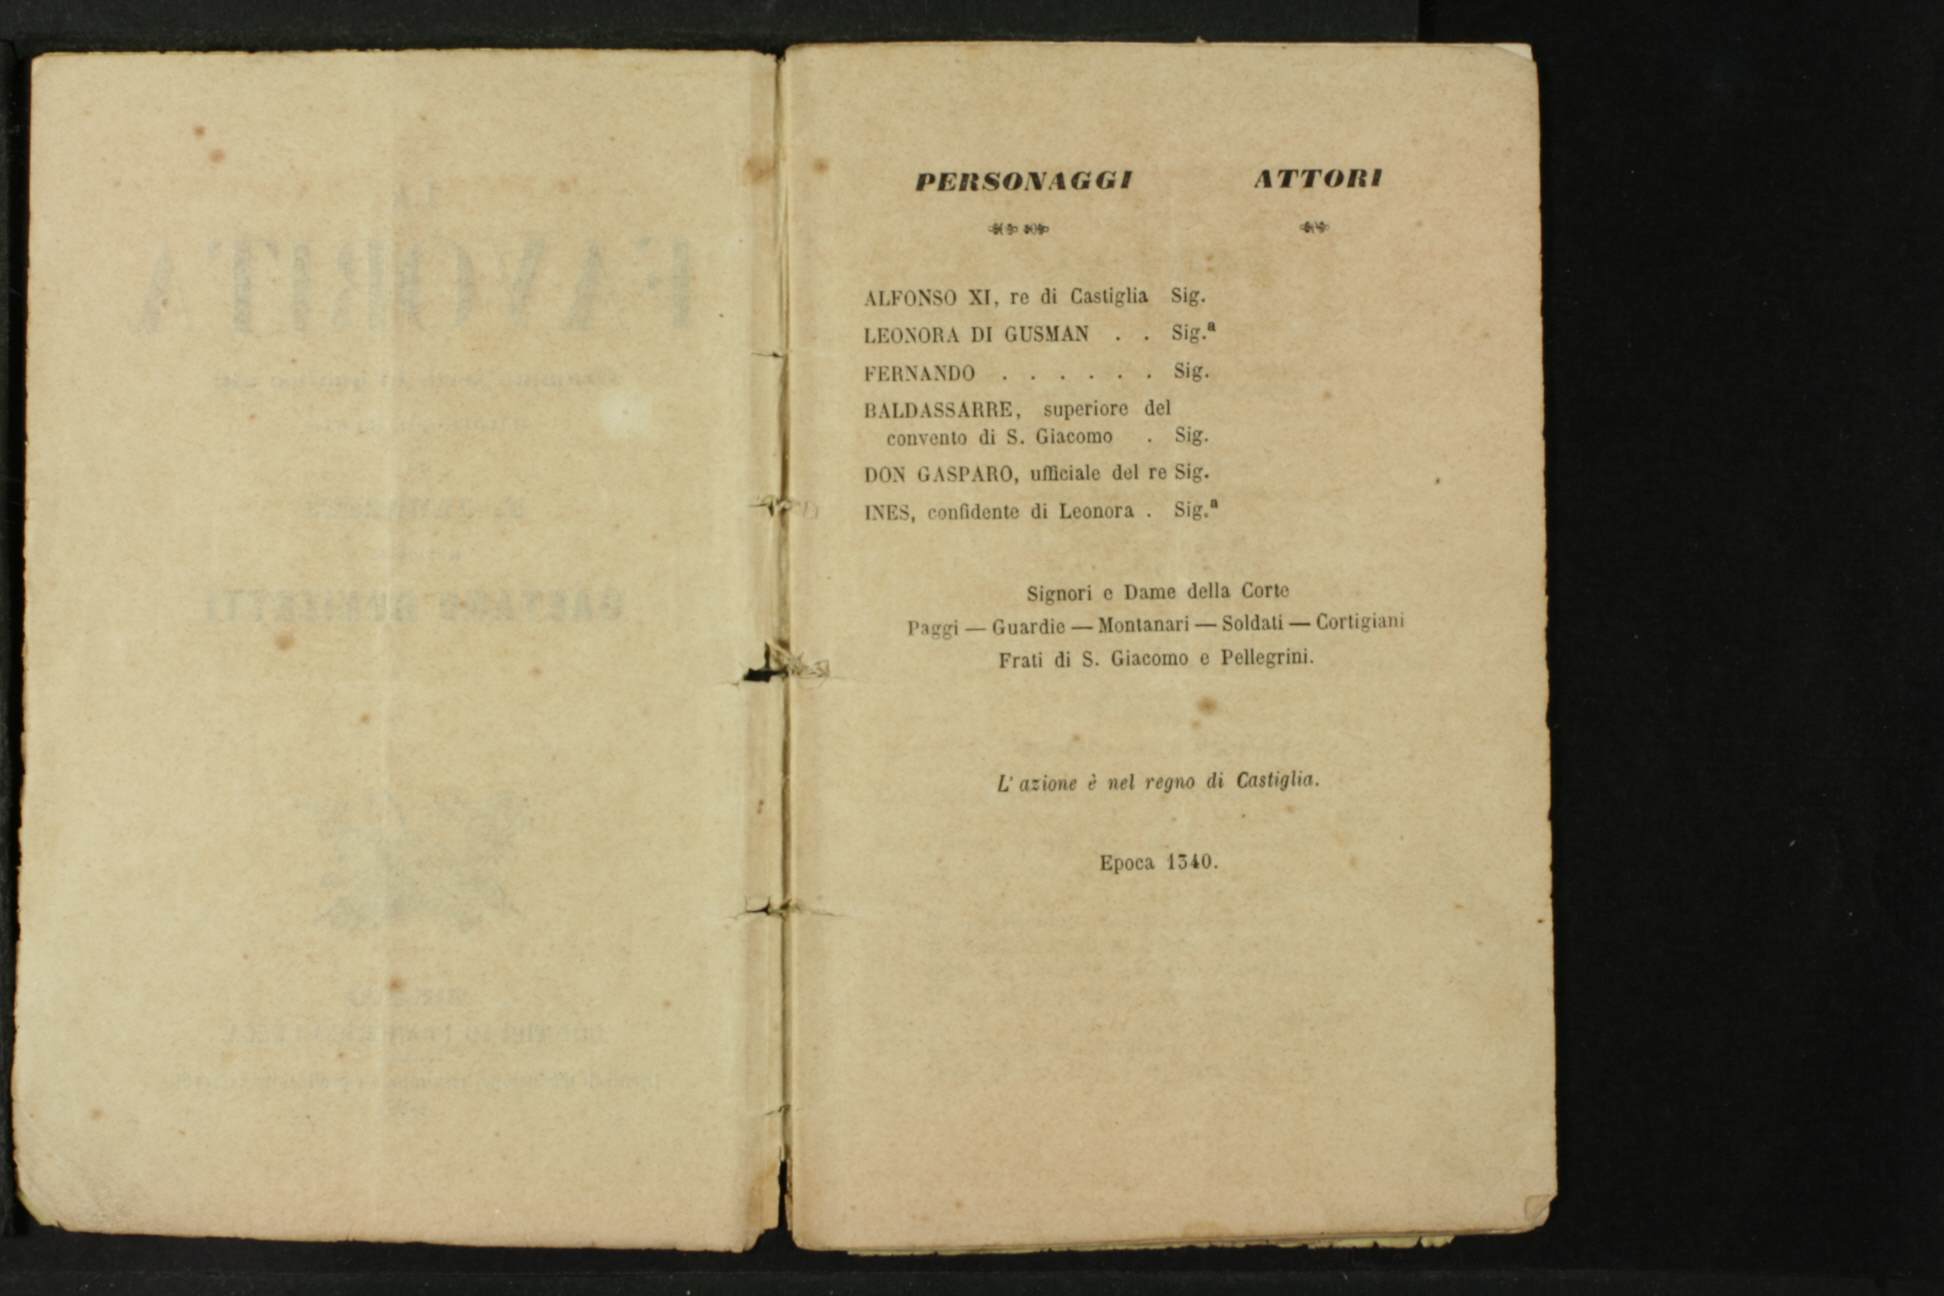 PERSONAGGI ATTORI
ALFONSO XI, re di Castiglia Sig.
LEONORA DI GUSMAN . . Sig.ª
FERNANDO . . . . . . Sig.
BALDASSARRE, superiore del
convento di S. Giacomo . Sig.
DON GASPARO, ufficiale del re Sig.
INES, confidente di Leonora . Sig.ª
Signori e Dame della Corte
Paggi — Guardie — Montanari — Soldati — Cortigiani
Frati di S. Giacomo e Pellegrini.
L' azione è nel regno di Castiglia.
Epoca 1340.